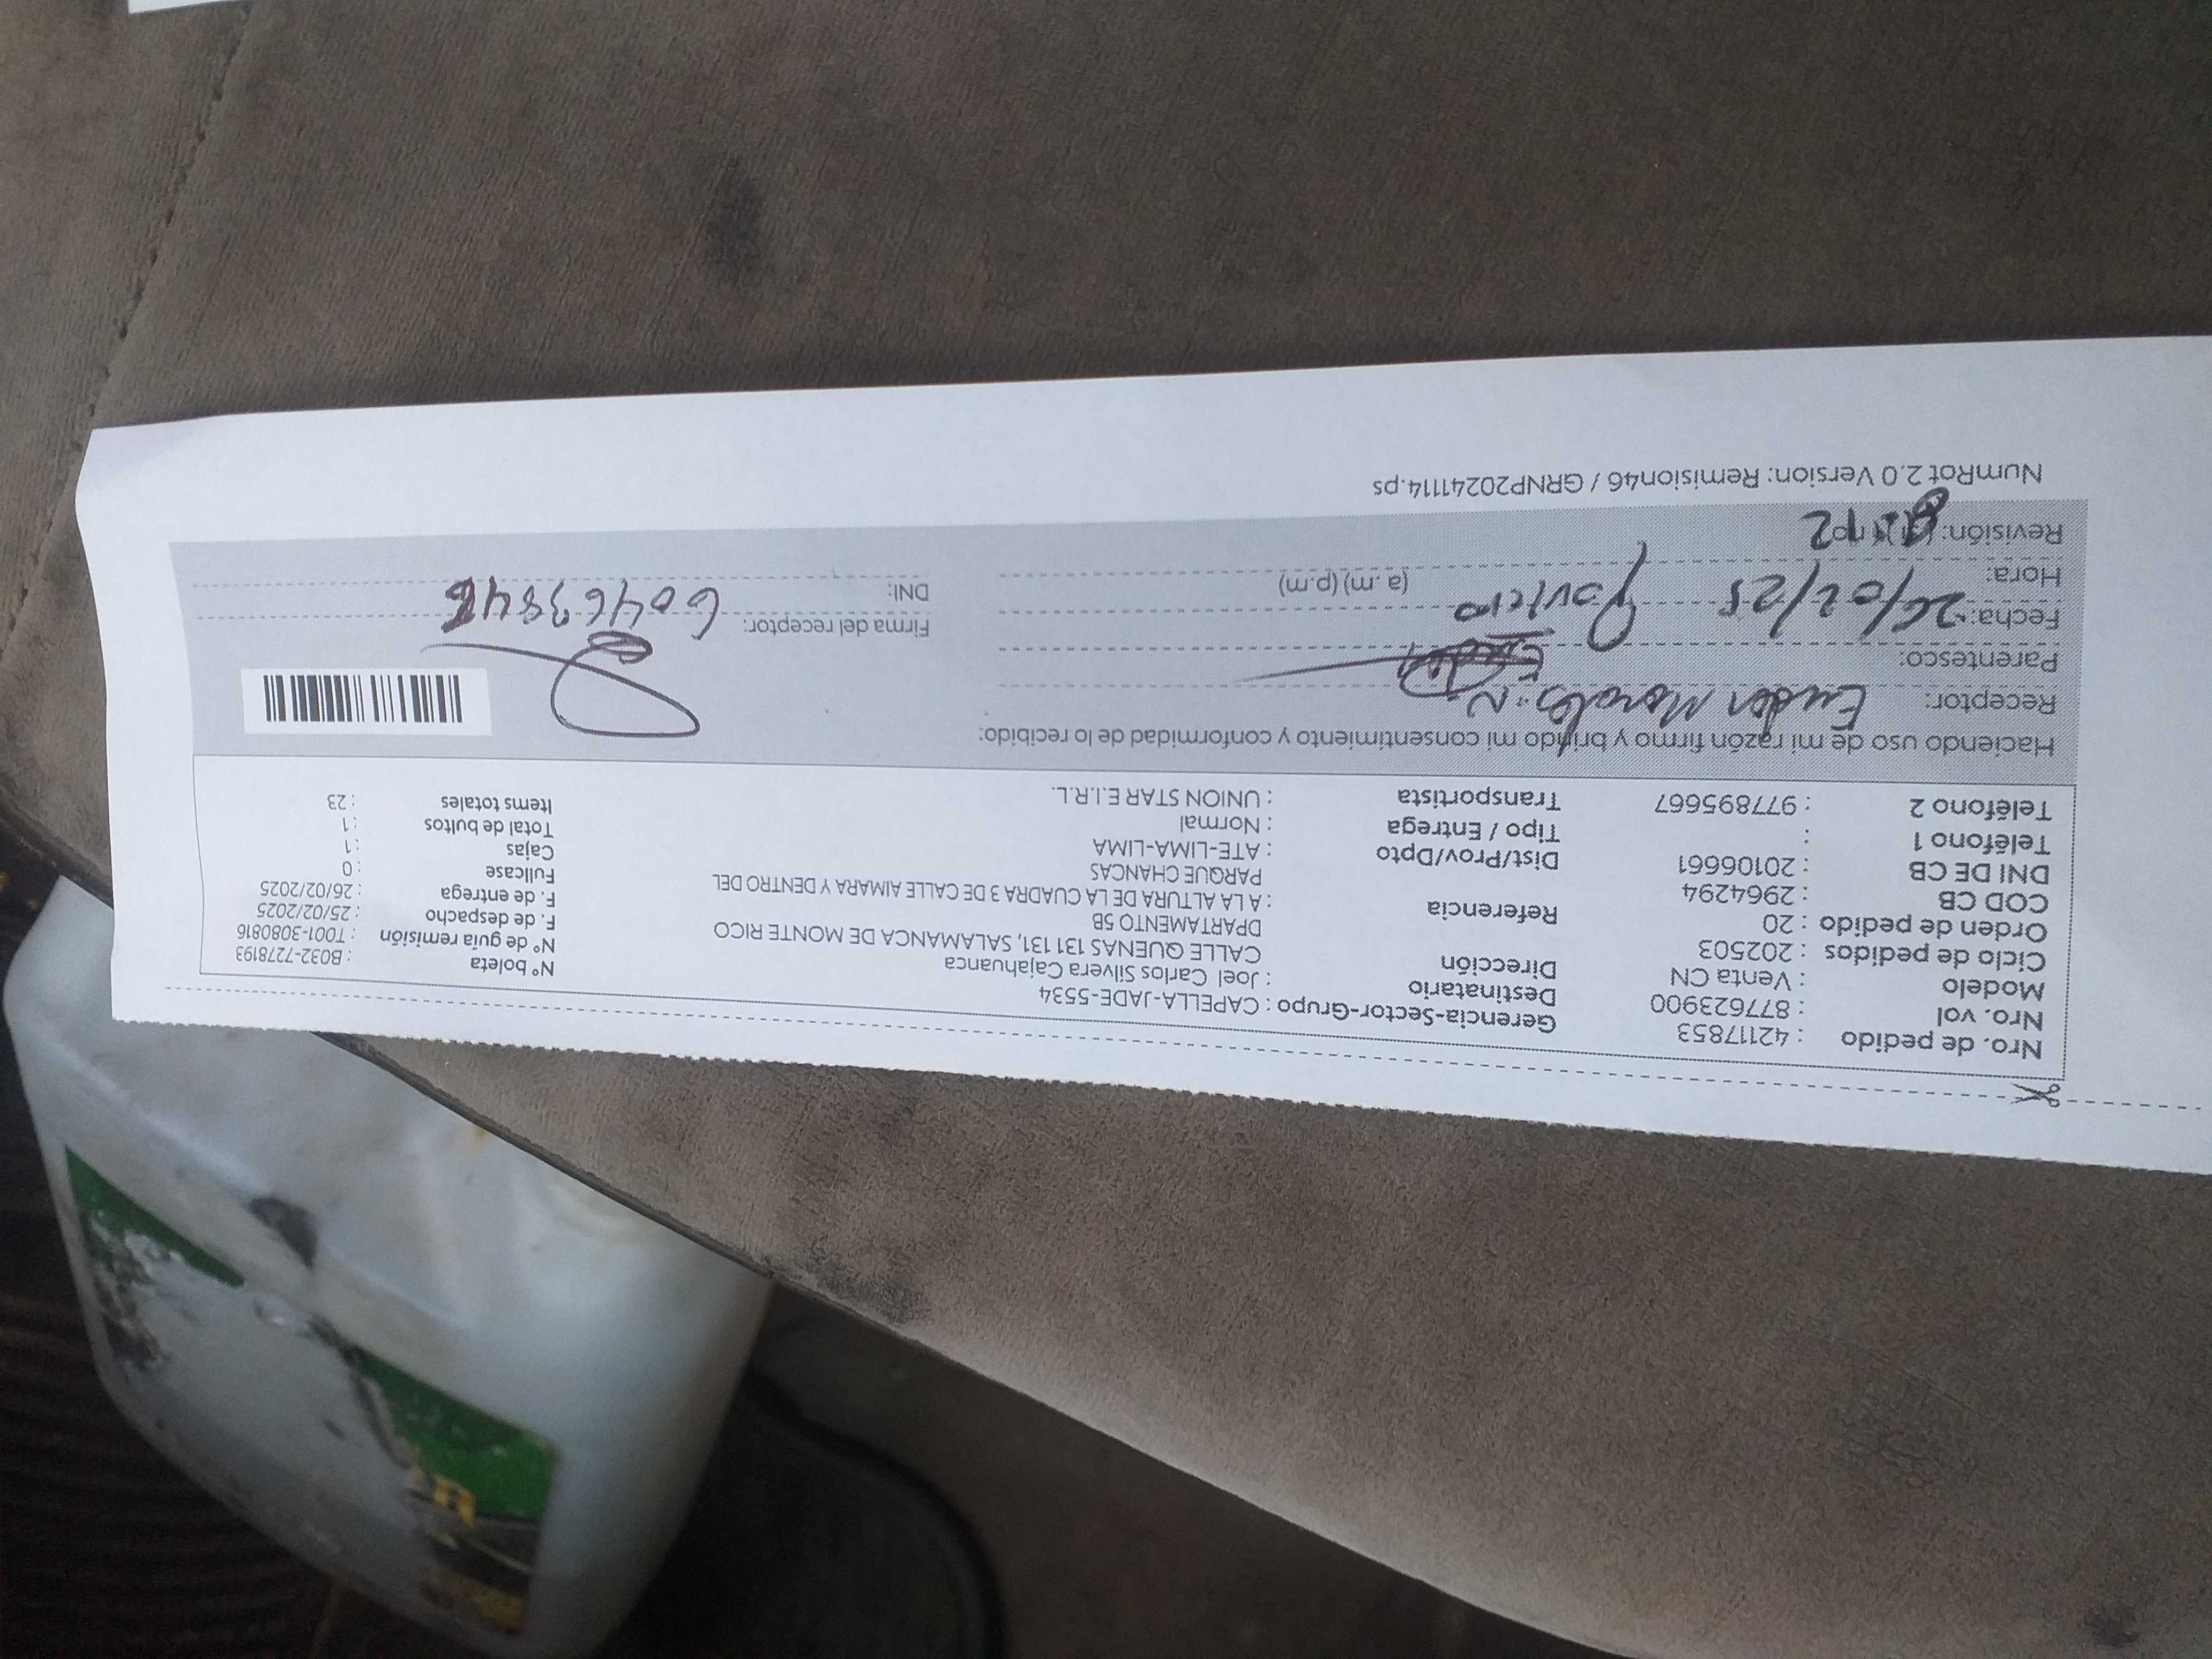 Nro. de pedido : 42117853 Gerencia-Sector-Grupo : CAPELLA-JADE-5534 N° boleta : B032-7278193
Nro. vol : 877623900 Destinatario : Joel Carlos Silvera Cajahuanca N° de guía remisión : T001-3080816
Modelo : Venta CN Dirección CALLE QUENAS 131 131, SALAMANCA DE MONTE RICO F. de despacho : 25/02/2025
Ciclo de pedidos : 202503 DPARTAMENTO 5B F. de entrega : 26/02/2025
Orden de pedido : 20 Referencia : A LA ALTURA DE LA CUADRA 3 DE CALLE AIMARA Y DENTRO DEL Fullcase : 0
COD CB : 2964294 PARQUE CHANCAS Cajas : 1
DNI DE CB : 20106661 Dist/Prov/Dpto : ATE-LIMA-LIMA Total de bultos : 1
Teléfono 1 : Tipo / Entrega : Normal Items totales : 23
Teléfono 2 : 977895667 Transportista : UNION STAR E.I.R.L.
Haciendo uso de mi razón firmo y brindo mi consentimiento y conformidad de lo recibido:
Receptor: Morales N.
Parentesco:
Fecha: 26/02/25 Firma del receptor:
Hora: (a.m) (p.m) DNI:
Revisión:
NumRot 2.0 Version: Remision46 / GRNP20241114.ps